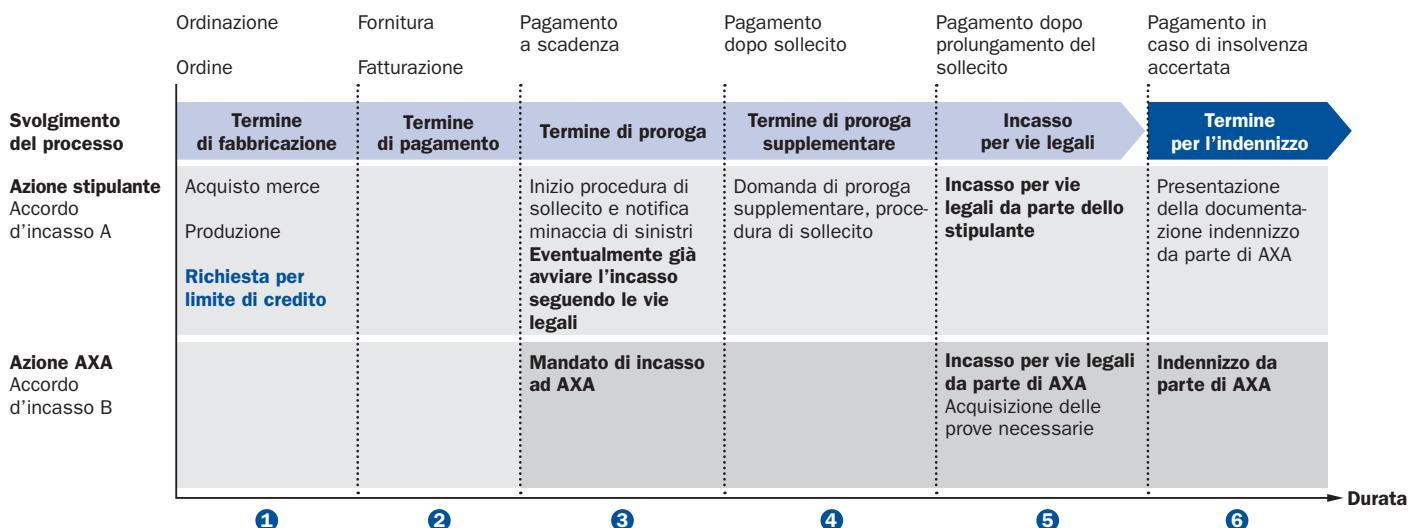 Ordinazione
Ordine
Fornitura
Fatturazione
Pagamento
a scadenza
Pagamento
dopo sollecito
Pagamento dopo
prolungamento del
sollecito
Pagamento in
caso di insolvenza
accertata
Svolgimento
del processo
Termine
di fabbricazione
Termine
di pagamento
Termine di proroga
Termine di proroga
supplementare
Incasso
per vie legali
Termine
per l'indennizzo
Azione stipulante
Accordo
d'incasso A
Acquisto merce
Produzione
Richiesta per
limite di credito
Inizio procedura di
sollecito e notifica
minaccia di sinistri
Eventualmente già
avviare l'incasso
seguendo le vie
legali
Domanda di proroga
supplementare, proce-
dura di sollecito
Incasso per vie
legali da parte dello
stipulante
Presentazione
della documenta-
zione indennizzo
da parte di AXA
Azione AXA
Accordo
d'incasso B
Mandato di incasso
ad AXA
Incasso per vie legali
da parte di AXA
Acquisizione delle
prove necessarie
Indennizzo da
parte di AXA
Durata
1
2
3
4
5
6